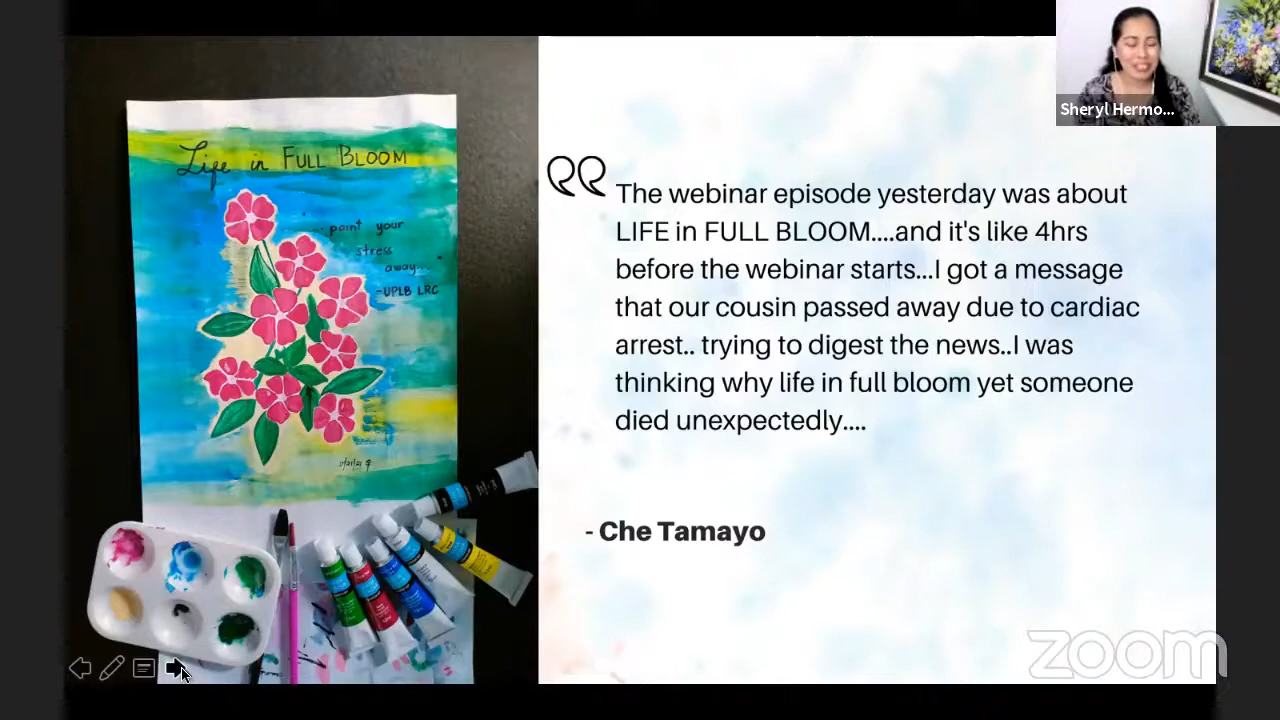 Sheryl Hermo...
Life in FULL BLOOM
"...paint your
stress
away..."
-UPLB LRC
The webinar episode yesterday was about
LIFE in FULL BLOOM....and it's like 4hrs
before the webinar starts...I got a message
that our cousin passed away due to cardiac
arrest.. trying to digest the news..I was
thinking why life in full bloom yet someone
died unexpectedly....
- Che Tamayo
zoom